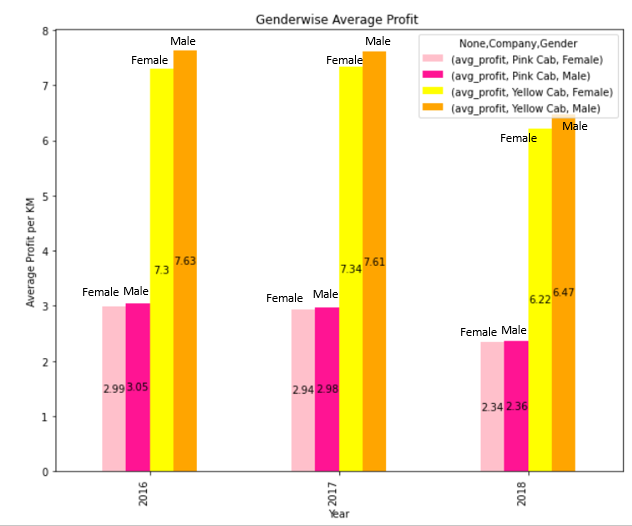 Genderwise Average Profit
None,Company,Gender
(avg_profit, Pink Cab, Female)
(avg_profit, Pink Cab, Male)
(avg_profit, Yellow Cab, Female)
(avg_profit, Yellow Cab, Male)
Average Profit per KM
8
7
6
5
4
3
2
1
0
Female Male Female Male
2.99 3.05 7.3 7.63
Female Male Female Male
2.94 2.98 7.34 7.61
Female Male Female Male
2.34 2.36 6.22 6.47
2016 2017 2018
Year